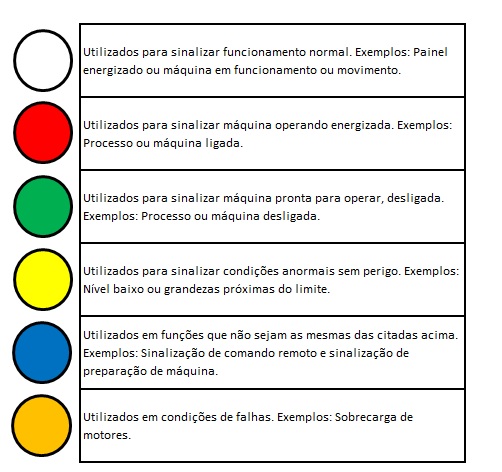 Utilizados para sinalizar funcionamento normal. Exemplos: Painel
energizado ou máquina em funcionamento ou movimento.
Utilizados para sinalizar máquina operando energizada. Exemplos:
Processo ou máquina ligada.
Utilizados para sinalizar máquina pronta para operar, desligada.
Exemplos: Processo ou máquina desligada.
Utilizados para sinalizar condições anormais sem perigo. Exemplos:
Nível baixo ou grandezas próximas do limite.
Utilizados em funções que não sejam as mesmas das citadas acima.
Exemplos: Sinalização de comando remoto e sinalização de
preparação de máquina.
Utilizados em condições de falhas. Exemplos: Sobrecarga de
motores.